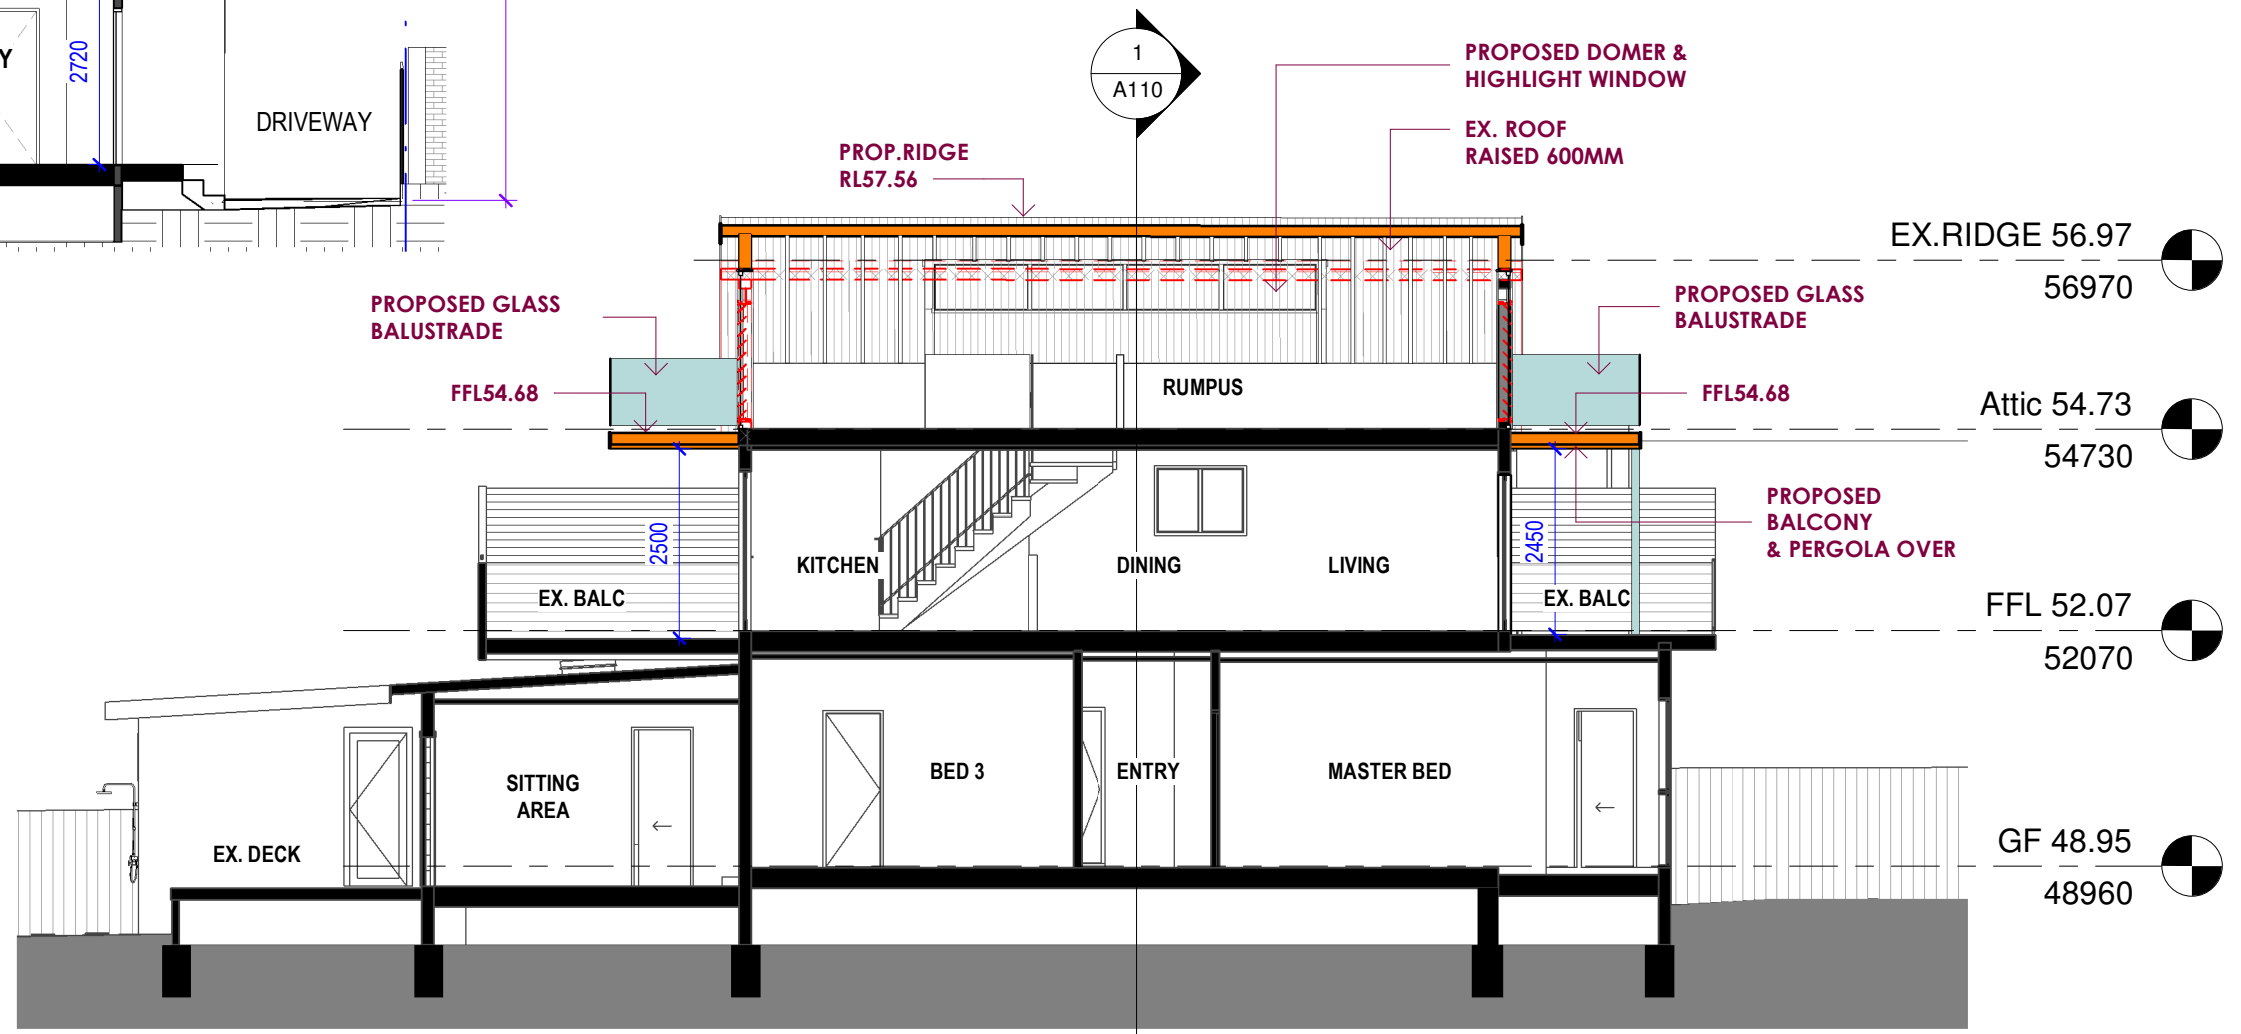 Y
2720
DRIVEWAY
1
A110
PROPOSED DOMER &
HIGHLIGHT WINDOW
EX. ROOF
RAISED 600MM
PROP.RIDGE
RL57.56
EX.RIDGE 56.97
56970
PROPOSED GLASS
BALUSTRADE
PROPOSED GLASS
BALUSTRADE
FFL54.68
RUMPUS
FFL54.68
Attic 54.73
54730
PROPOSED
BALCONY
& PERGOLA OVER
2500
2450
KITCHEN
DINING
LIVING
EX. BALC
EX. BALC
FFL 52.07
52070
SITTING
AREA
BED 3
ENTRY
MASTER BED
EX. DECK
GF 48.95
48960